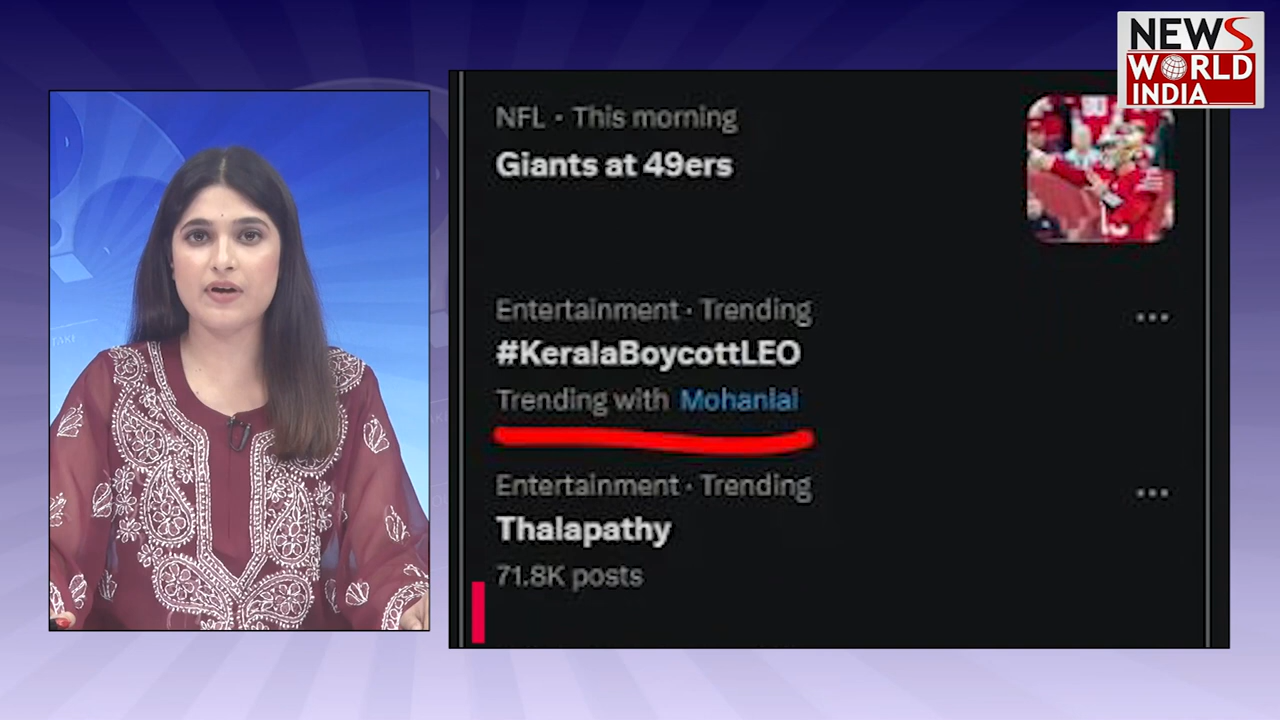 NEWS
WORLD
INDIA
NFL · This morning
Giants at 49ers
Entertainment · Trending
#KeralaBoycottLEO
Trending with Mohanlal
Entertainment · Trending
Thalapathy
71.8K posts